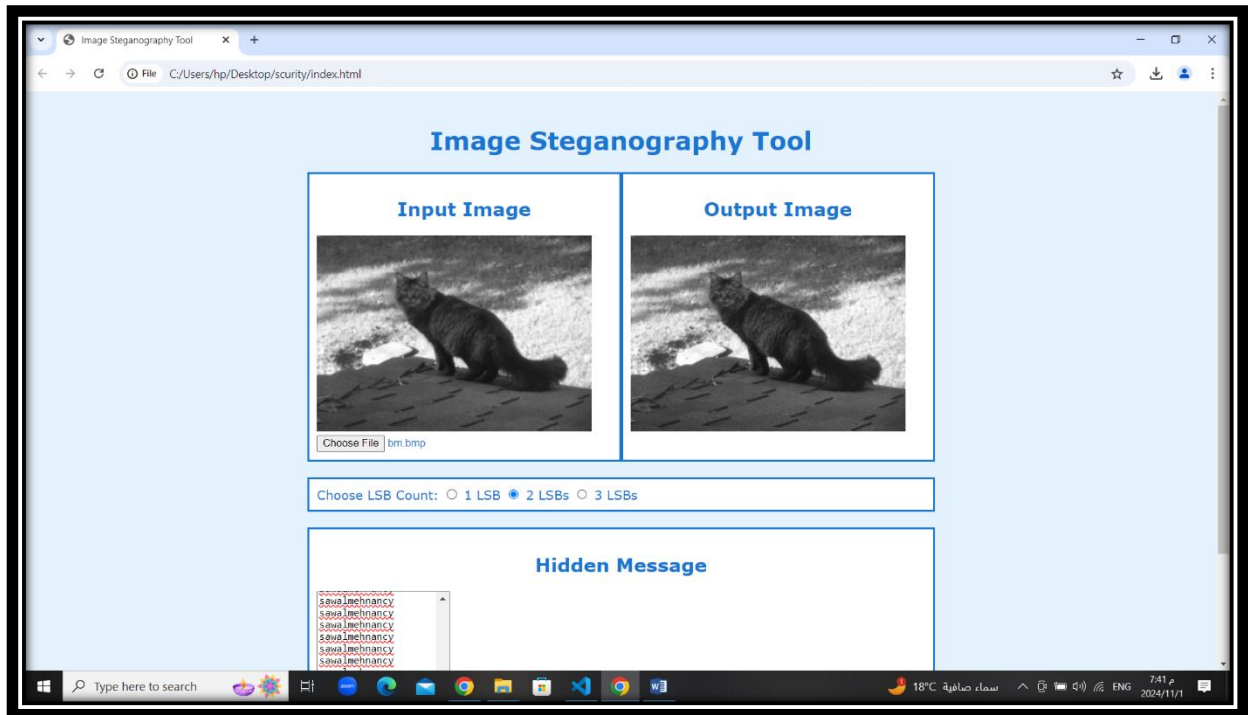 Image Steganography Tool
File C:/Users/hp/Desktop/scurity/index.html
Image Steganography Tool
Input Image
Output Image
Choose File bm.bmp
Choose LSB Count: 1 LSB 2 LSBs 3 LSBs
Hidden Message
sawalmehnancy
sawalmehnancy
sawalmehnancy
sawalmehnancy
sawalmehnancy
sawalmehnancy
Type here to search
zoom
18°C سماء صافية
ENG
7:41 م
2024/11/1